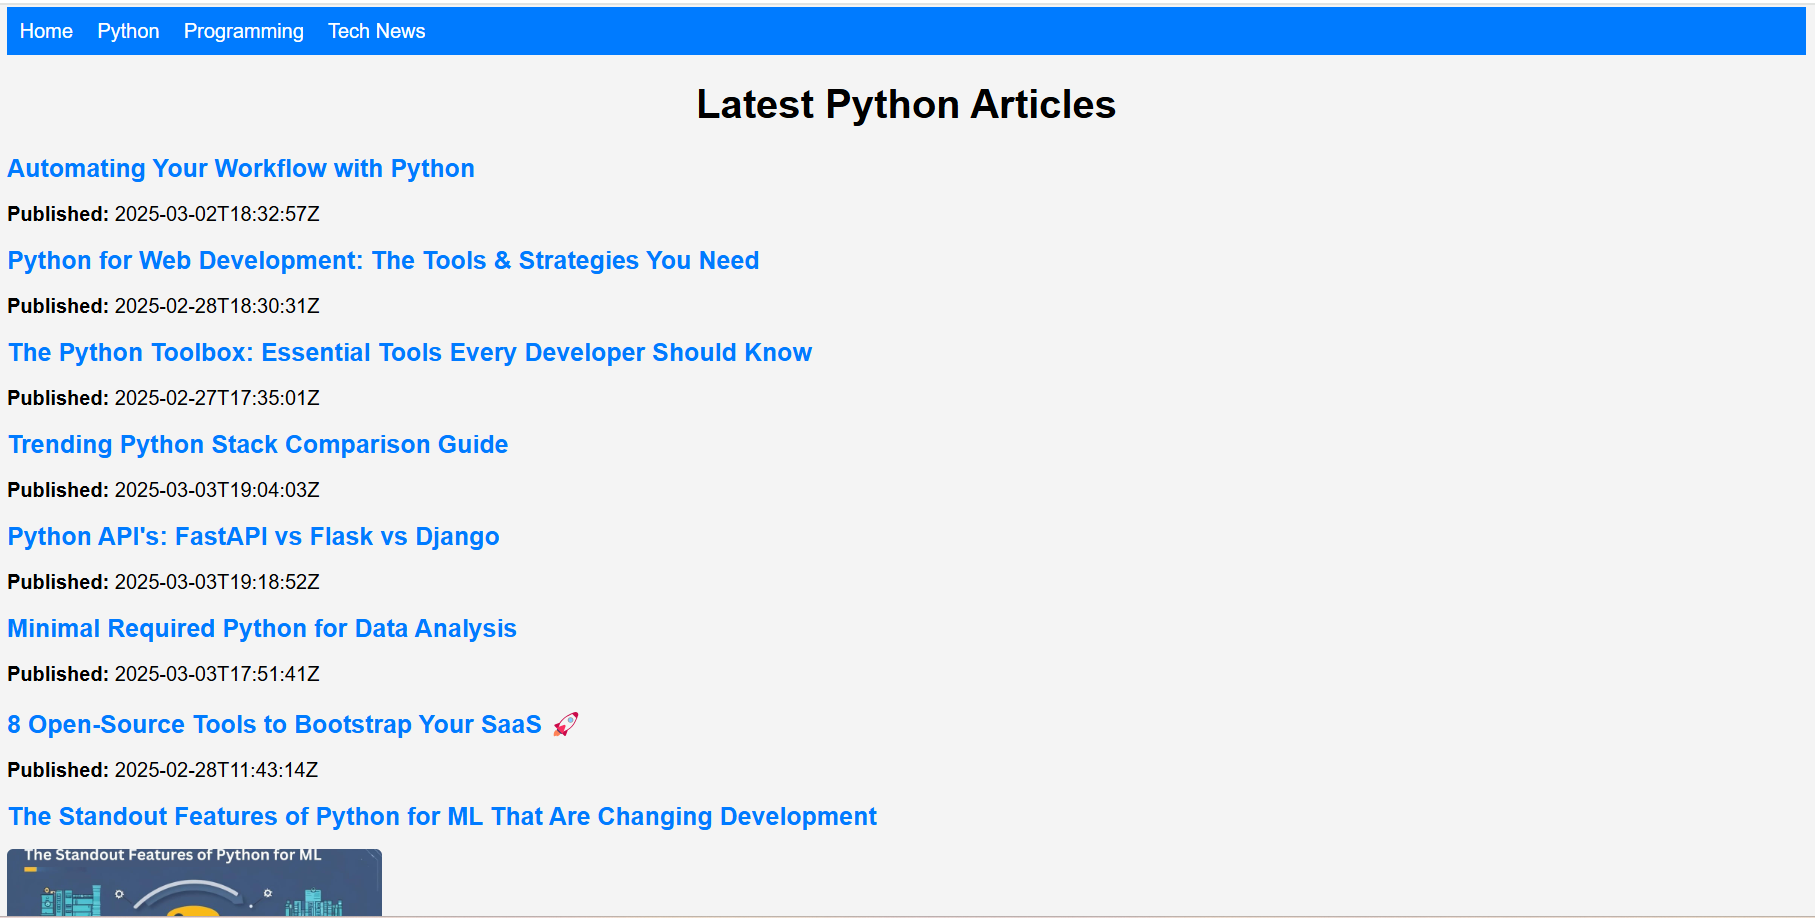 Home Python Programming Tech News
Latest Python Articles
Automating Your Workflow with Python
Published: 2025-03-02T18:32:57Z
Python for Web Development: The Tools & Strategies You Need
Published: 2025-02-28T18:30:31Z
The Python Toolbox: Essential Tools Every Developer Should Know
Published: 2025-02-27T17:35:01Z
Trending Python Stack Comparison Guide
Published: 2025-03-03T19:04:03Z
Python API's: FastAPI vs Flask vs Django
Published: 2025-03-03T19:18:52Z
Minimal Required Python for Data Analysis
Published: 2025-03-03T17:51:41Z
8 Open-Source Tools to Bootstrap Your SaaS 🚀
Published: 2025-02-28T11:43:14Z
The Standout Features of Python for ML That Are Changing Development
The Standout Features of Python for ML